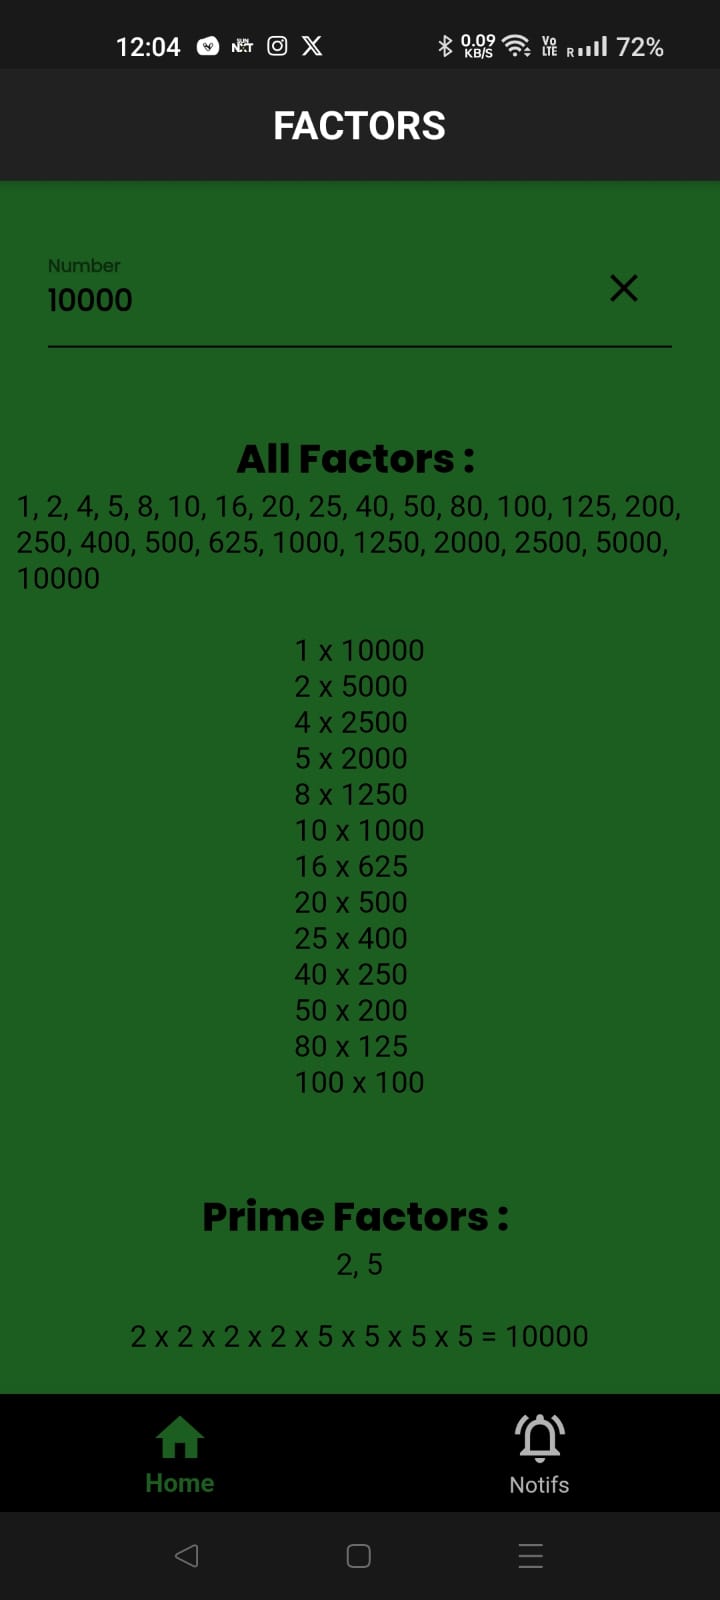 12:04 SUN NXT 0.09 KB/S Vo LTE R 72%
FACTORS
Number
10000
All Factors :
1, 2, 4, 5, 8, 10, 16, 20, 25, 40, 50, 80, 100, 125, 200,
250, 400, 500, 625, 1000, 1250, 2000, 2500, 5000,
10000
1 x 10000
2 x 5000
4 x 2500
5 x 2000
8 x 1250
10 x 1000
16 x 625
20 x 500
25 x 400
40 x 250
50 x 200
80 x 125
100 x 100
Prime Factors :
2, 5
2 x 2 x 2 x 2 x 5 x 5 x 5 x 5 = 10000
Home Notifs